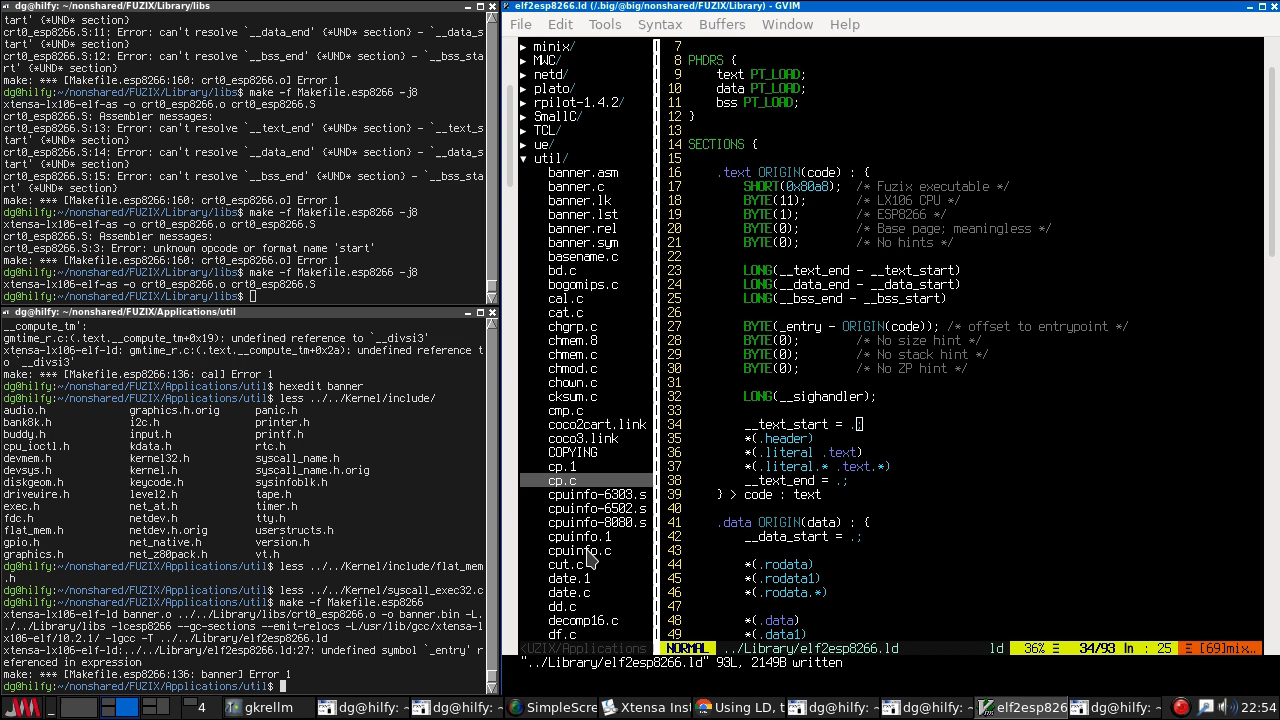 dg@hilfy: ~/nonshared/FUZIX/Library/libs
crt0_esp8266.S:11: Error: can't resolve `__data_end' {*UND* section} - `__data_s
tart' {*UND* section}
crt0_esp8266.S:12: Error: can't resolve `__bss_end' {*UND* section} - `__bss_sta
rt' {*UND* section}
make: *** [Makefile.esp8266:160: crt0_esp8266.o] Error 1
dg@hilfy:~/nonshared/FUZIX/Library/libs$ make -f Makefile.esp8266 -j8
xtensa-lx106-elf-as -o crt0_esp8266.o crt0_esp8266.S
crt0_esp8266.S: Assembler messages:
crt0_esp8266.S:13: Error: can't resolve `__text_end' {*UND* section} - `__text_s
tart' {*UND* section}
crt0_esp8266.S:14: Error: can't resolve `__data_end' {*UND* section} - `__data_s
tart' {*UND* section}
crt0_esp8266.S:15: Error: can't resolve `__bss_end' {*UND* section} - `__bss_sta
rt' {*UND* section}
make: *** [Makefile.esp8266:160: crt0_esp8266.o] Error 1
dg@hilfy:~/nonshared/FUZIX/Library/libs$ make -f Makefile.esp8266 -j8
xtensa-lx106-elf-as -o crt0_esp8266.o crt0_esp8266.S
crt0_esp8266.S: Assembler messages:
crt0_esp8266.S:3: Error: unknown opcode or format name 'start'
make: *** [Makefile.esp8266:160: crt0_esp8266.o] Error 1
dg@hilfy:~/nonshared/FUZIX/Library/libs$ make -f Makefile.esp8266 -j8
xtensa-lx106-elf-as -o crt0_esp8266.o crt0_esp8266.S
dg@hilfy:~/nonshared/FUZIX/Library/libs$
dg@hilfy: ~/nonshared/FUZIX/Applications/util
__compute_tm':
gmtime_r.c:(.text.__compute_tm+0x19): undefined reference to `__divsi3'
xtensa-lx106-elf-ld: gmtime_r.c:(.text.__compute_tm+0x2a): undefined reference t
o `__divsi3'
make: *** [Makefile.esp8266:136: cal] Error 1
dg@hilfy:~/nonshared/FUZIX/Applications/util$ hexedit banner
dg@hilfy:~/nonshared/FUZIX/Applications/util$ less ../../Kernel/include/
audio.h graphics.h.orig panic.h
bank8k.h i2c.h printer.h
buddy.h input.h printf.h
cpu_ioctl.h kdata.h rtc.h
devmem.h kernel32.h syscall_name.h
devsys.h kernel.h syscall_name.h.orig
diskgeom.h keycode.h sysinfoblk.h
drivewire.h level2.h tape.h
exec.h net_at.h timer.h
fdc.h netdev.h tty.h
flat_mem.h netdev.h.orig userstructs.h
gpio.h net_native.h version.h
graphics.h net_z80pack.h vt.h
dg@hilfy:~/nonshared/FUZIX/Applications/util$ less ../../Kernel/include/flat_mem
.h
dg@hilfy:~/nonshared/FUZIX/Applications/util$ less ../../Kernel/syscall_exec32.c
dg@hilfy:~/nonshared/FUZIX/Applications/util$ make -f Makefile.esp8266
xtensa-lx106-elf-ld banner.o ../../Library/libs/crt0_esp8266.o -o banner.bin -L.
./../Library/libs -lcesp8266 --gc-sections --emit-relocs -L/usr/lib/gcc/xtensa-l
x106-elf/10.2.1/ -lgcc -T ../../Library/elf2esp8266.ld
xtensa-lx106-elf-ld:../../Library/elf2esp8266.ld:27: undefined symbol `_entry' r
eferenced in expression
make: *** [Makefile.esp8266:136: banner] Error 1
dg@hilfy:~/nonshared/FUZIX/Applications/util$
elf2esp8266.ld (/.big/@big/nonshared/FUZIX/Library) - GVIM
File Edit Tools Syntax Buffers Window Help
▶ minix/
▶ MWC/
▶ netd/
▶ plato/
▶ rpilot-1.4.2/
▶ SmallC/
▶ TCL/
▶ ue/
▼ util/
banner.asm
banner.c
banner.lk
banner.lst
banner.rel
banner.sym
basename.c
bd.c
bogomips.c
cal.c
cat.c
chgrp.c
chmem.8
chmem.c
chmod.c
chown.c
cksum.c
cmp.c
coco2cart.link
coco3.link
COPYING
cp.1
cp.c
cpuinfo-6303.s
cpuinfo-6502.s
cpuinfo-8080.s
cpuinfo.1
cpuinfo.c
cut.c
date.1
date.c
dd.c
decomp16.c
df.c
<UZIX/Applications
7
8 PHDRS {
9 text PT_LOAD;
10 data PT_LOAD;
11 bss PT_LOAD;
12 }
13
14 SECTIONS {
15
16 .text ORIGIN(code) : {
17 SHORT(0x80a8); /* Fuzix executable */
18 BYTE(11); /* LX106 CPU */
19 BYTE(1); /* ESP8266 */
20 BYTE(0); /* Base page; meaningless */
21 BYTE(0); /* No hints */
22
23 LONG(__text_end - __text_start)
24 LONG(__data_end - __data_start)
25 LONG(__bss_end - __bss_start)
26
27 BYTE(_entry - ORIGIN(code)); /* offset to entrypoint */
28 BYTE(0); /* No size hint */
29 BYTE(0); /* No stack hint */
30 BYTE(0); /* No ZP hint */
31
32 LONG(__sighandler);
33
34 __text_start = .;
35 *(.header)
36 *(.literal .text)
37 *(.literal.* .text.*)
38 __text_end = .;
39 } > code : text
40
41 .data ORIGIN(data) : {
42 __data_start = .;
43
44 *(.rodata)
45 *(.rodata1)
46 *(.rodata.*)
47
48 *(.data)
49 *(.data1)
NORMAL ../Library/elf2esp8266.ld ld 36% Ξ 34/93 ln : 25 Ξ [69]mix..
"../Library/elf2esp8266.ld" 93L, 2149B written
4 gkrellm dg@hilfy: ~ dg@hilfy: ~ SimpleScre Xtensa Inst Using LD, t dg@hilfy: ~ dg@hilfy: ~ elf2esp826 dg@hilfy: ~ 22:54